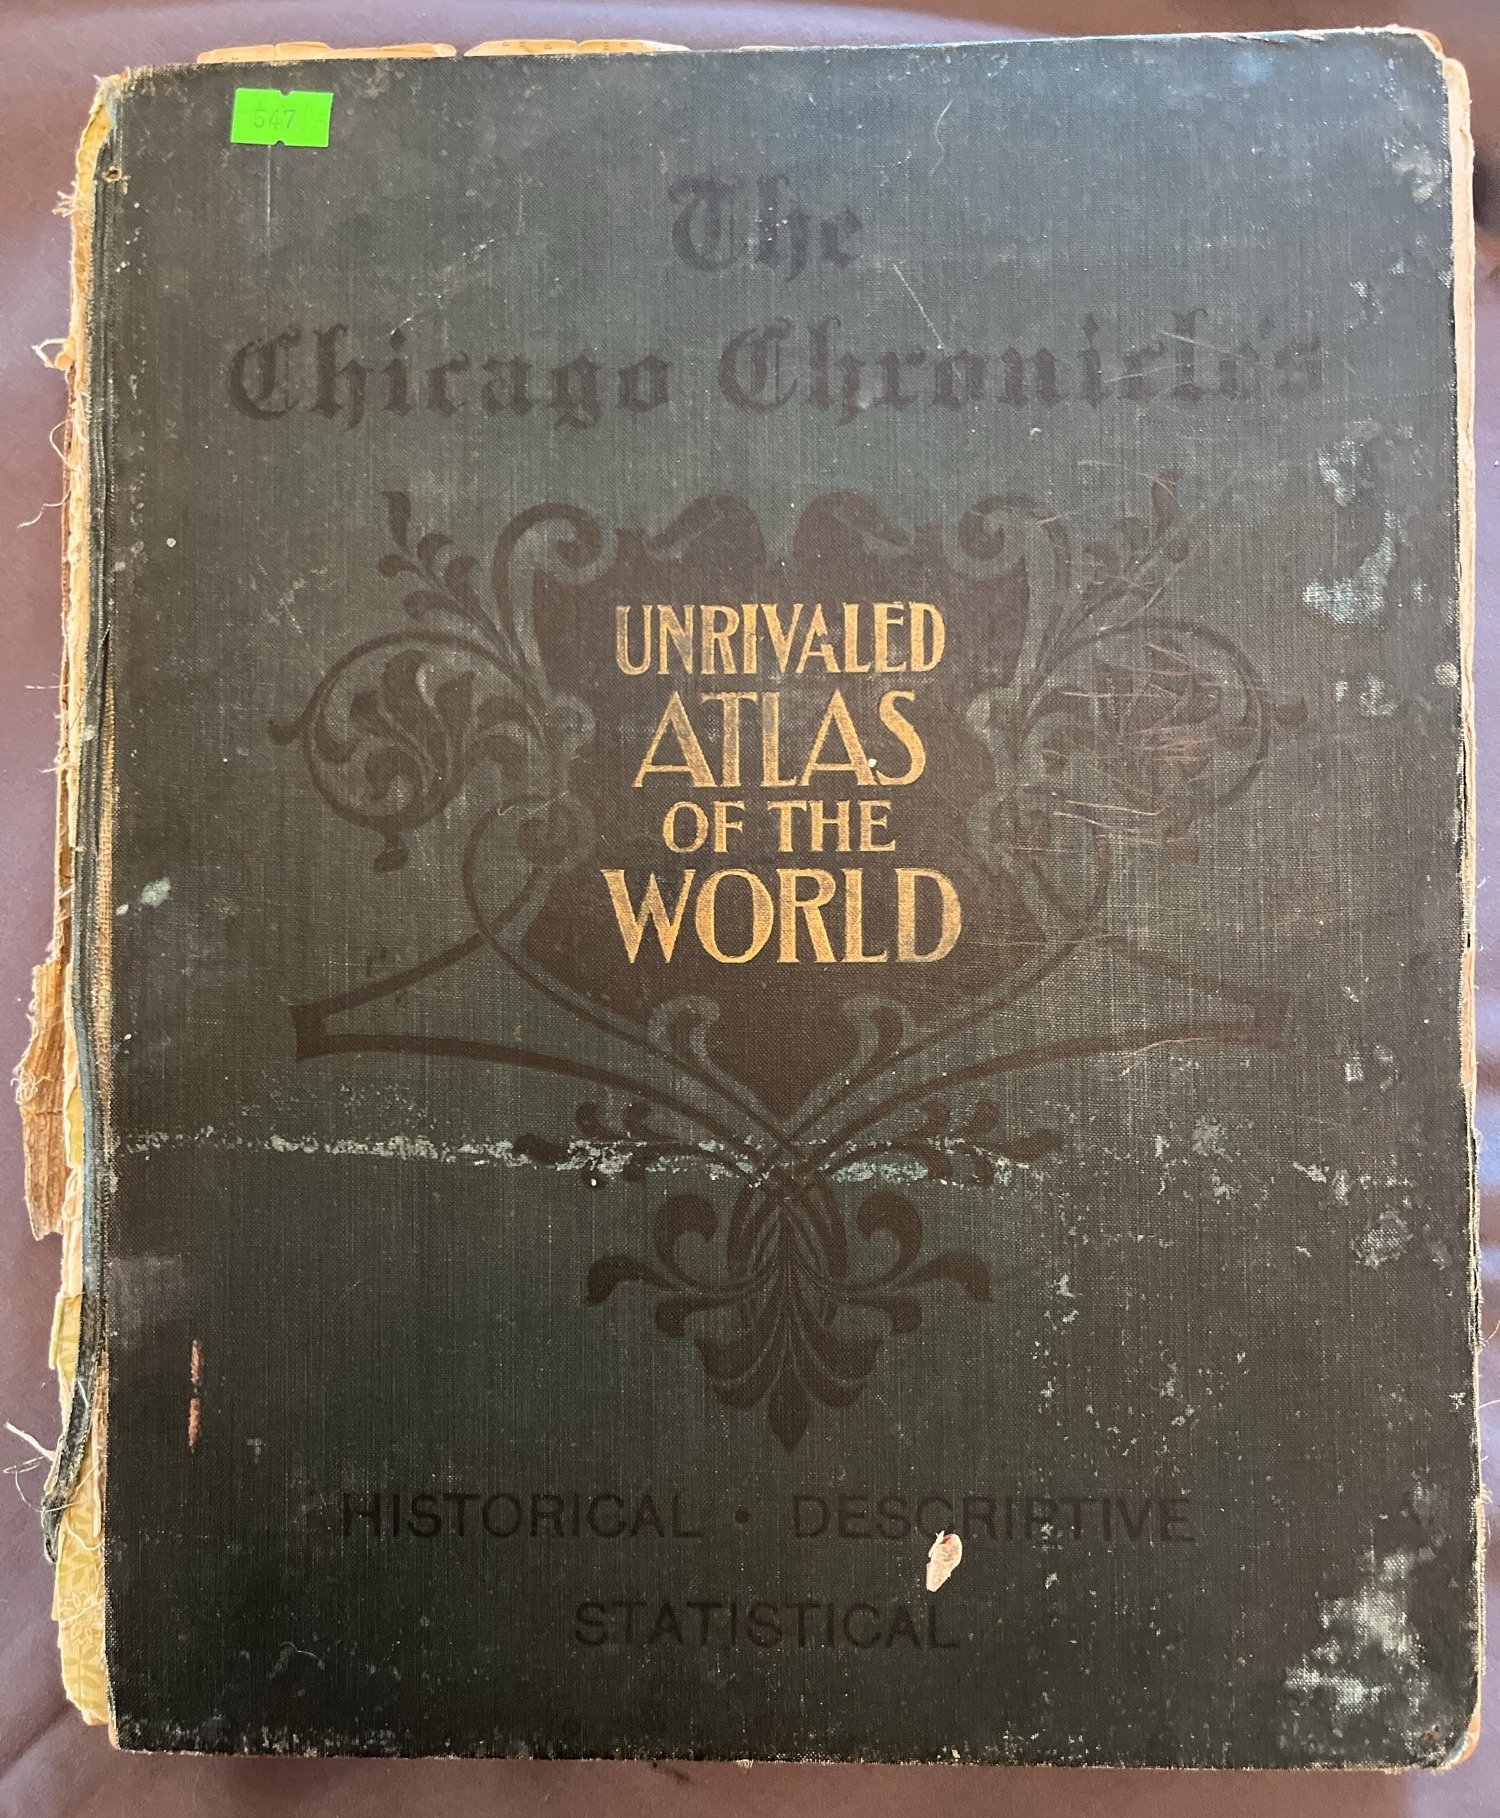 547
The
Chicago Chronicle's
UNRIVALED
ATLAS
OF THE
WORLD
HISTORICAL • DESCRIPTIVE
STATISTICAL